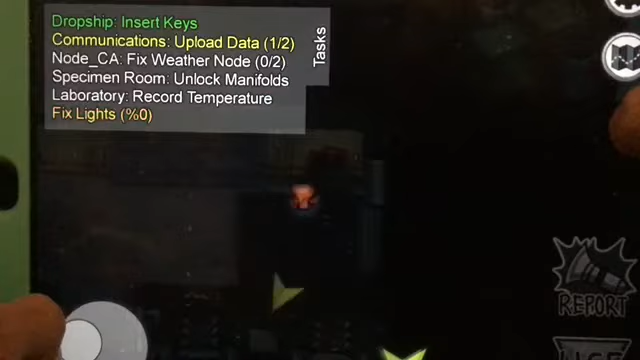 Dropship: Insert Keys
Communications: Upload Data (1/2)
Node_CA: Fix Weather Node (0/2)
Specimen Room: Unlock Manifolds
Laboratory: Record Temperature
Fix Lights (%0)
Tasks
REPORT
USE